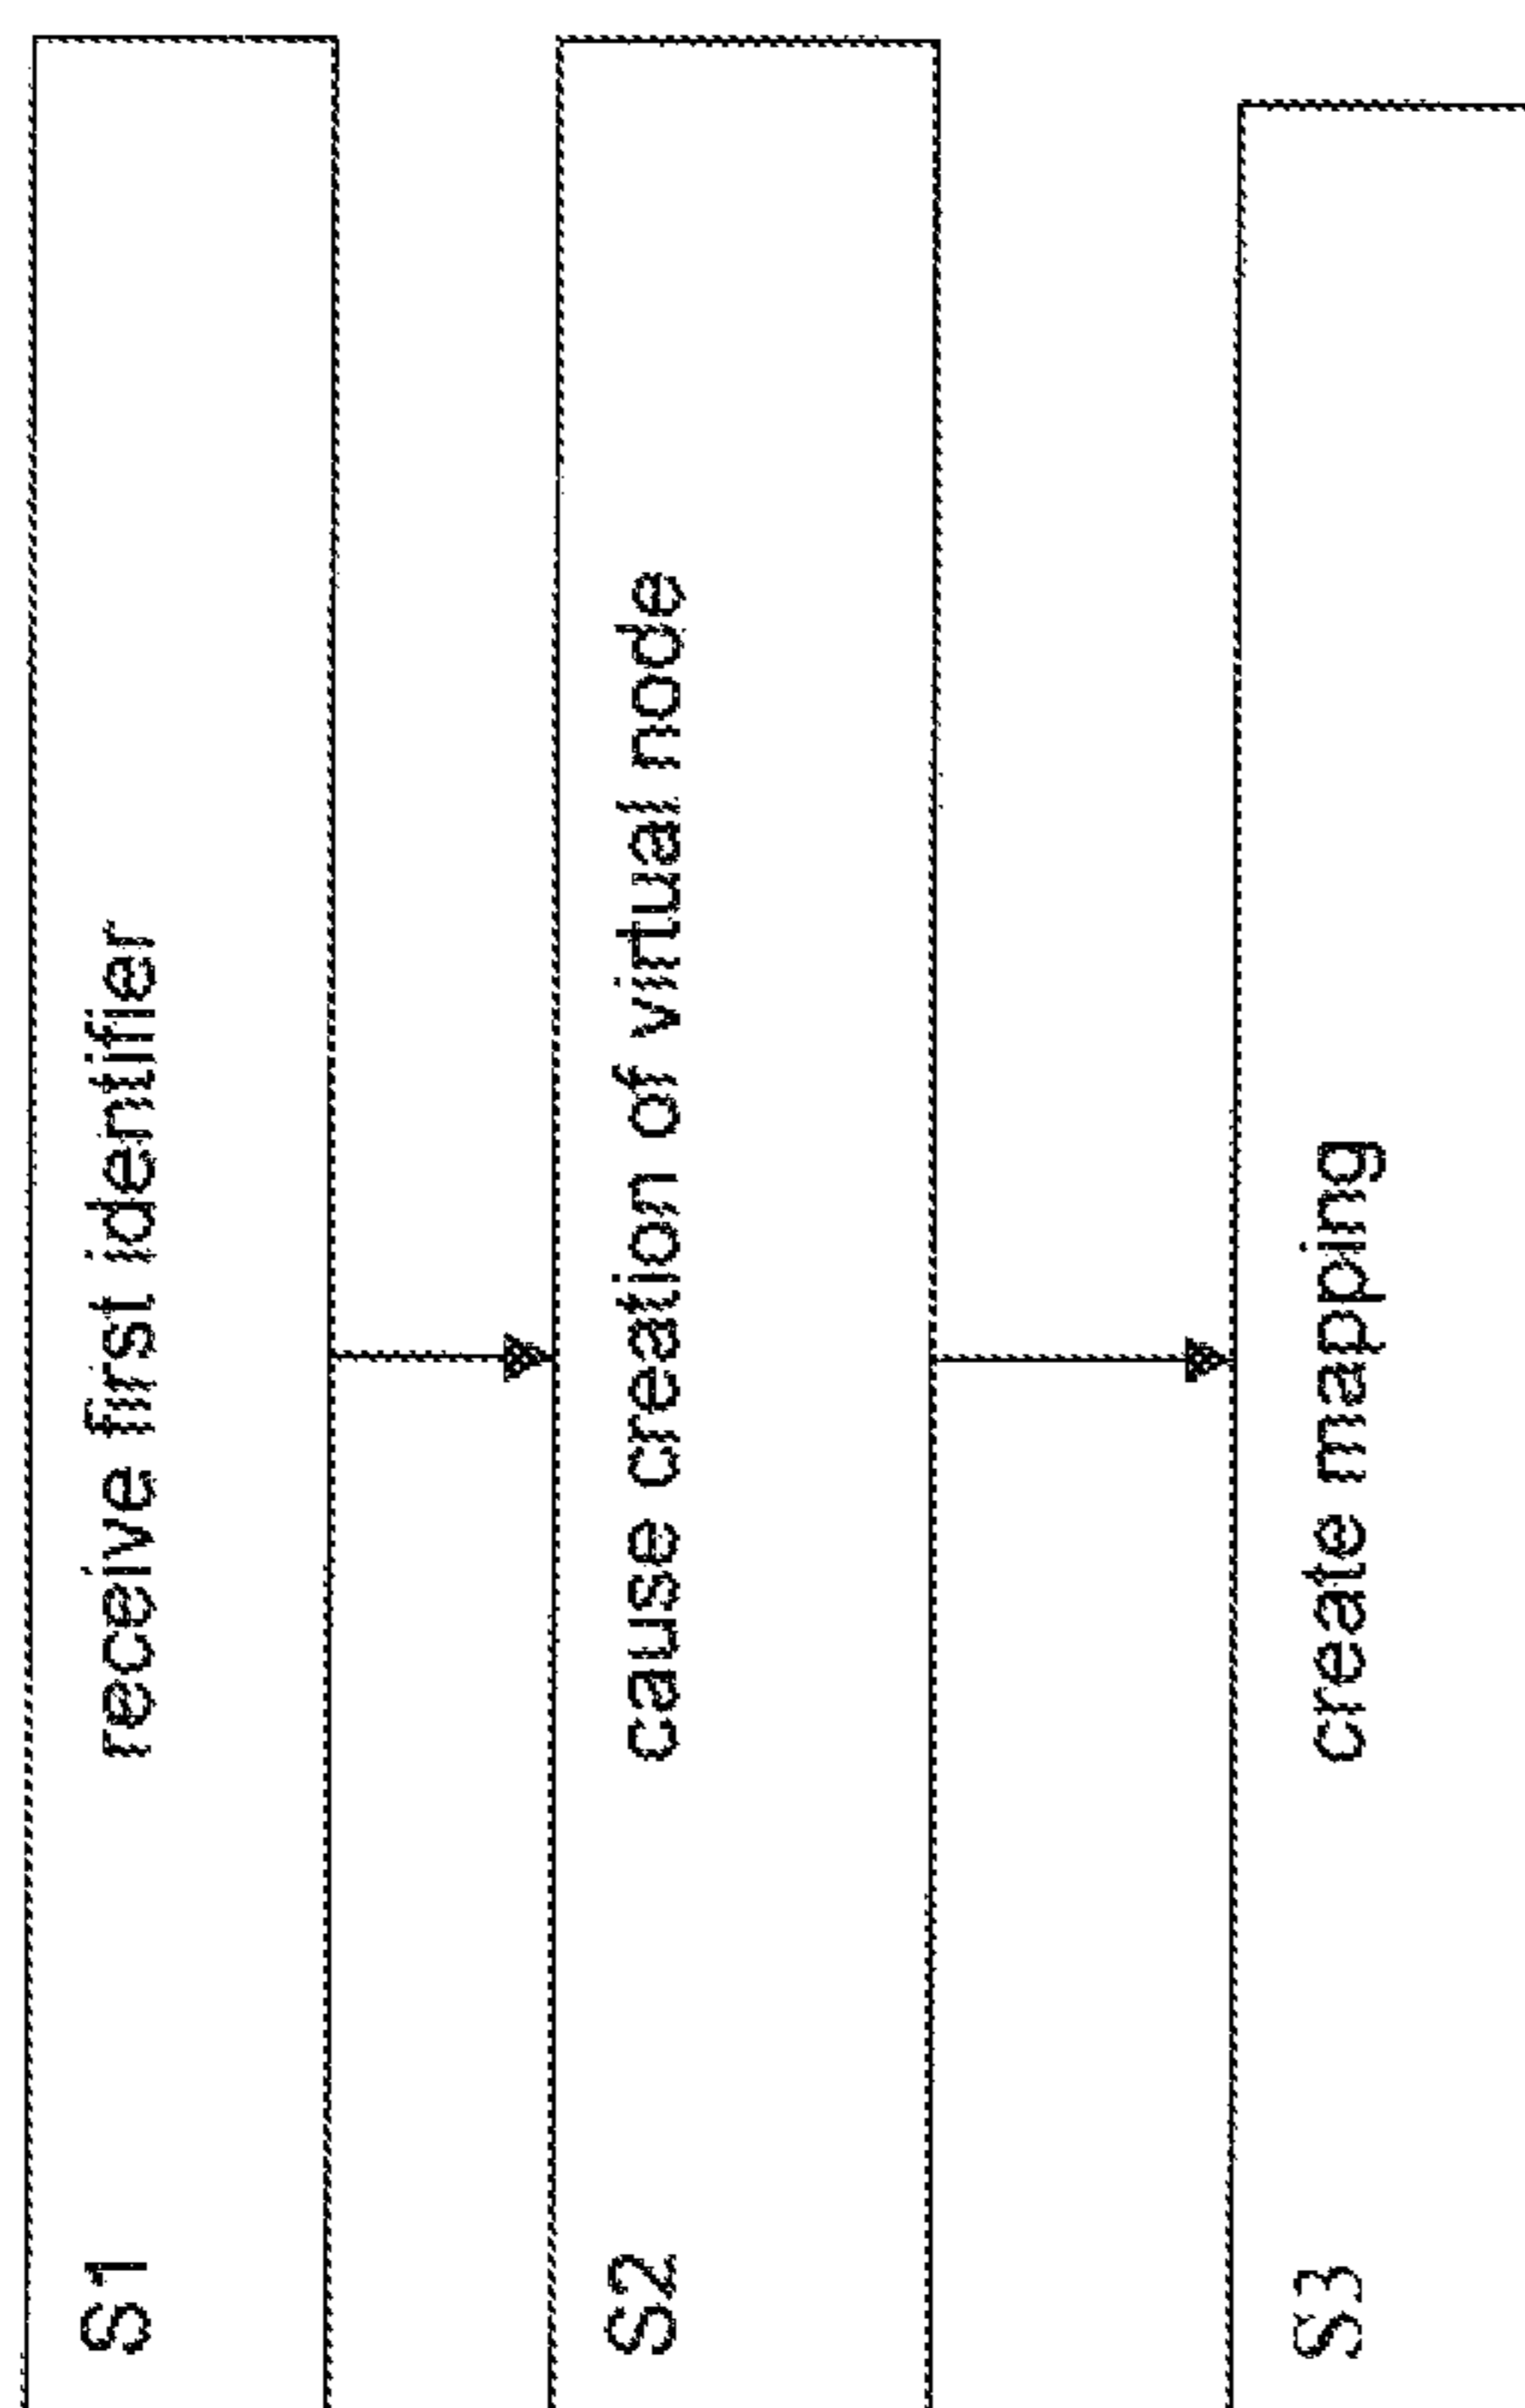 S1 receive first identifier
S2 cause creation of virtual node
S3 create mapping